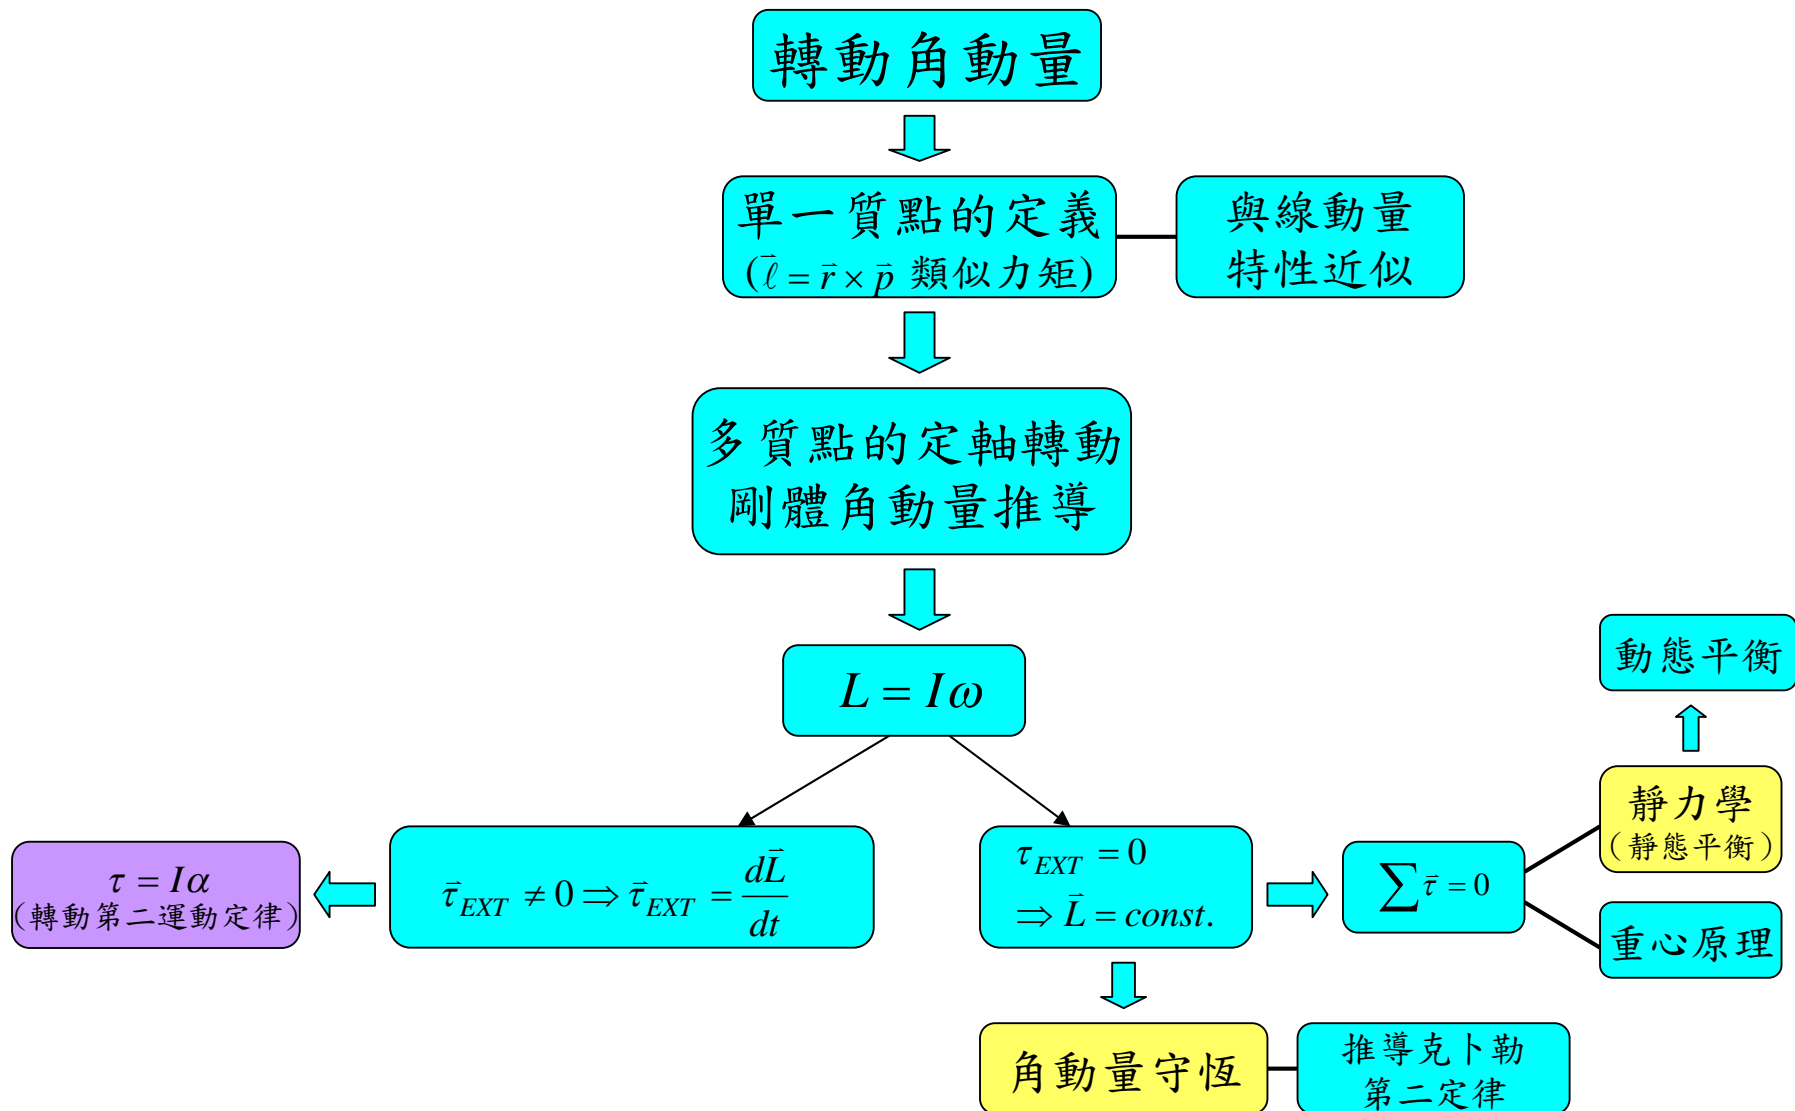 轉動角動量
單一質點的定義
(ℓ⃗ = r⃗ × p⃗ 類似力矩)
與線動量
特性近似
多質點的定軸轉動
剛體角動量推導
L = Iω
動態平衡
靜力學
(靜態平衡)
τ = Iα
(轉動第二運動定律)
τ⃗_EXT ≠ 0 ⇒ τ⃗_EXT = dL⃗/dt
τ_EXT = 0
⇒ L⃗ = const.
∑τ⃗ = 0
重心原理
角動量守恆
推導克卜勒
第二定律